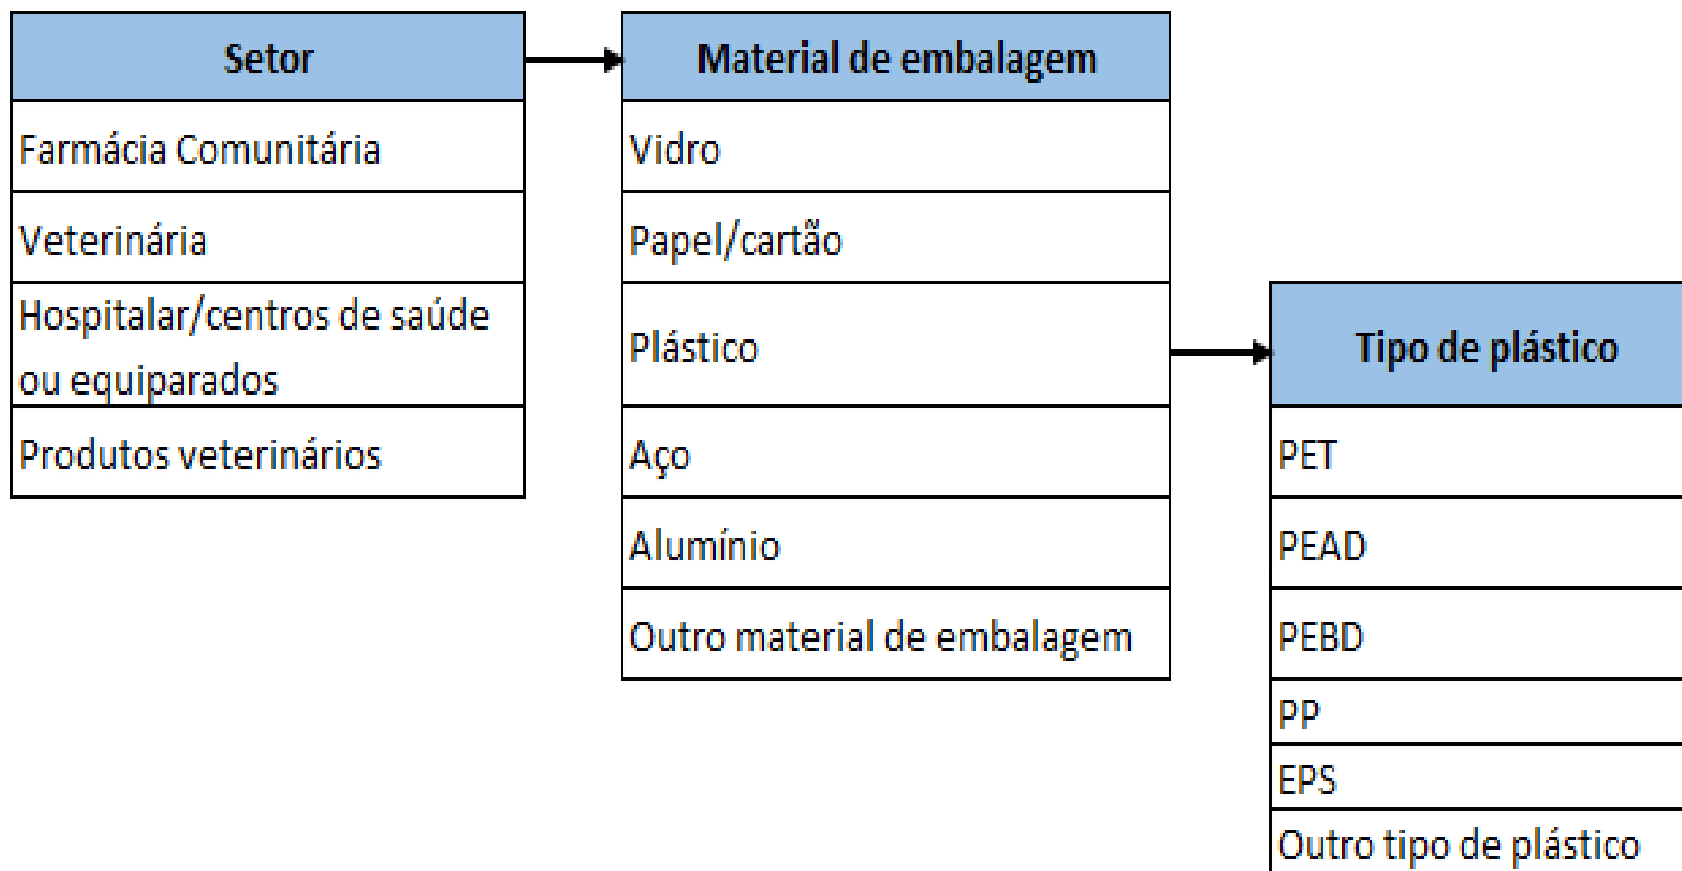 Setor
Farmácia Comunitária
Veterinária
Hospitalar/centros de saúde
ou equiparados
Produtos veterinários
Material de embalagem
Vidro
Papel/cartão
Plástico
Aço
Alumínio
Outro material de embalagem
Tipo de plástico
PET
PEAD
PEBD
PP
EPS
Outro tipo de plástico